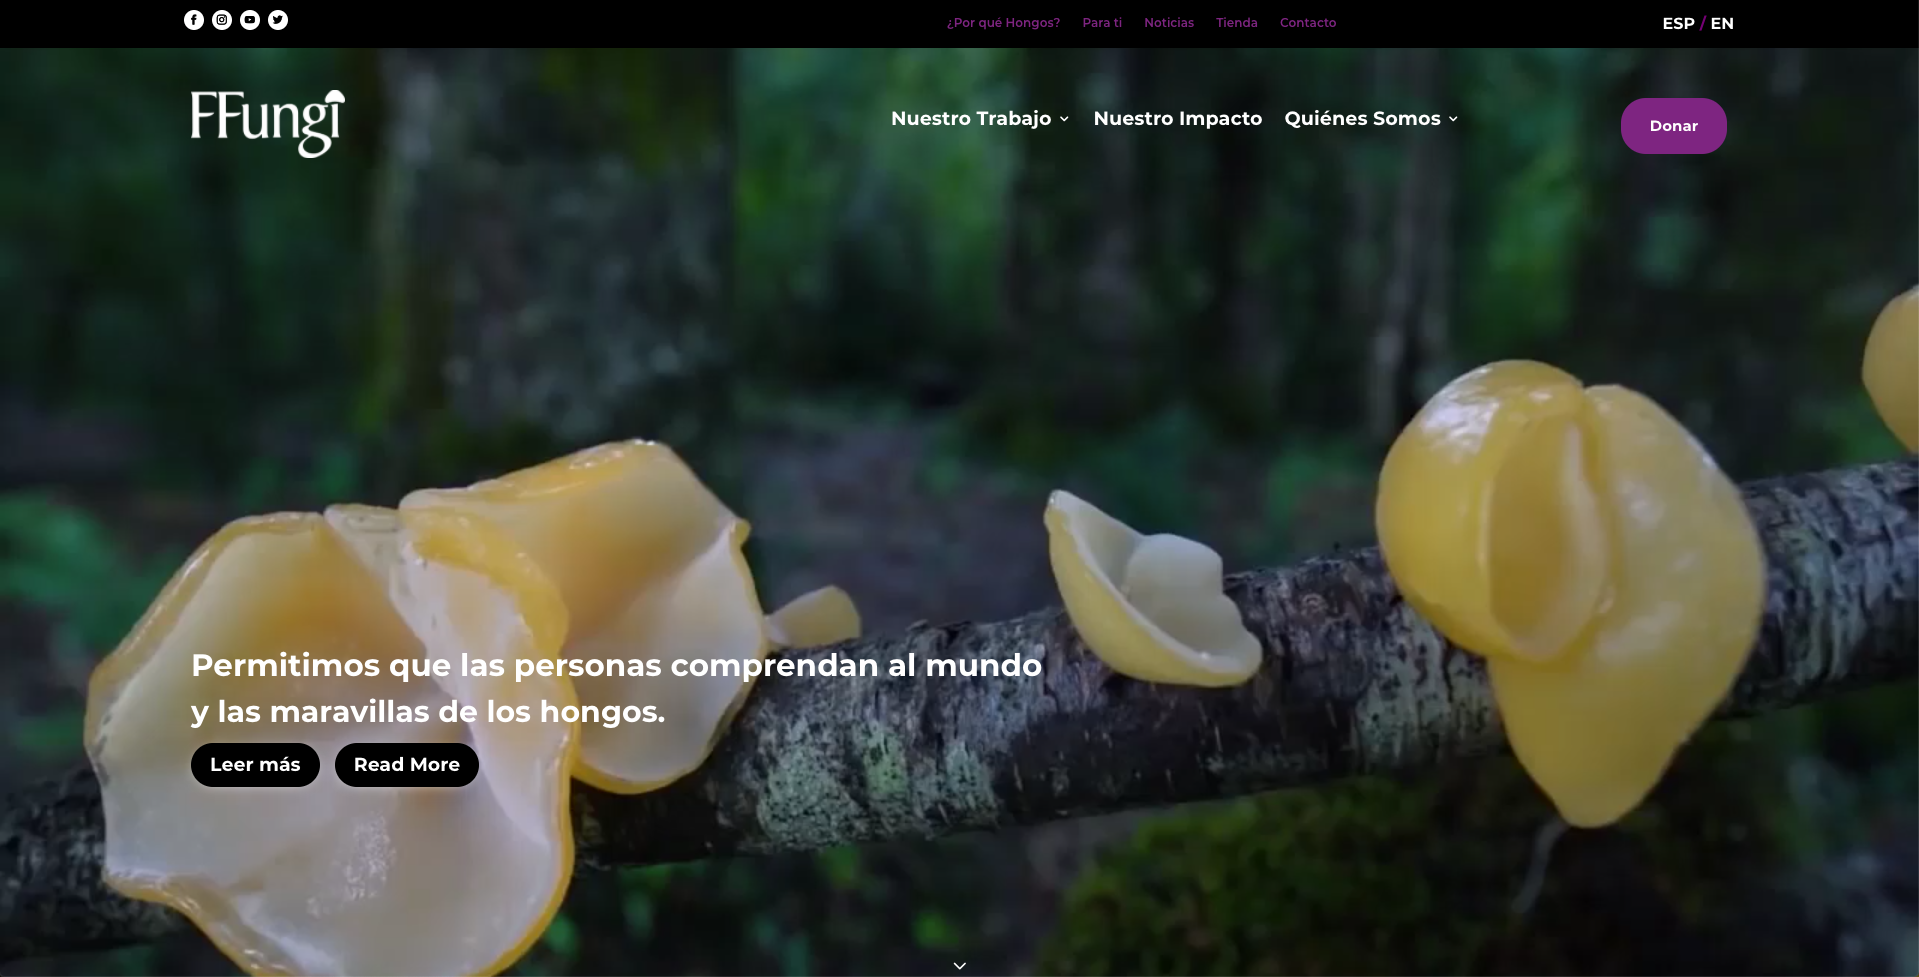 ¿Por qué Hongos? Para ti Noticias Tienda Contacto
ESP / EN
FFungi
Nuestro Trabajo Nuestro Impacto Quiénes Somos
Donar
Permitimos que las personas comprendan al mundo
y las maravillas de los hongos.
Leer más Read More